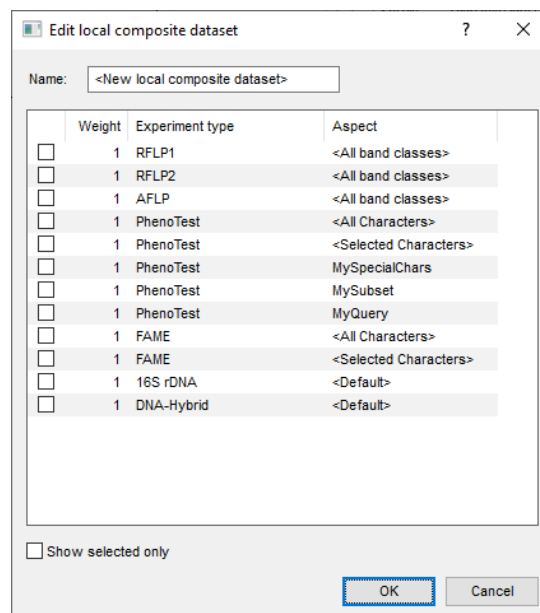 Edit local composite dataset ?
Name: <New local composite dataset>
Weight Experiment type Aspect
1 RFLP1 <All band classes>
1 RFLP2 <All band classes>
1 AFLP <All band classes>
1 PhenoTest <All Characters>
1 PhenoTest <Selected Characters>
1 PhenoTest MySpecialChars
1 PhenoTest MySubset
1 PhenoTest MyQuery
1 FAME <All Characters>
1 FAME <Selected Characters>
1 16S rDNA <Default>
1 DNA-Hybrid <Default>
Show selected only
OK Cancel